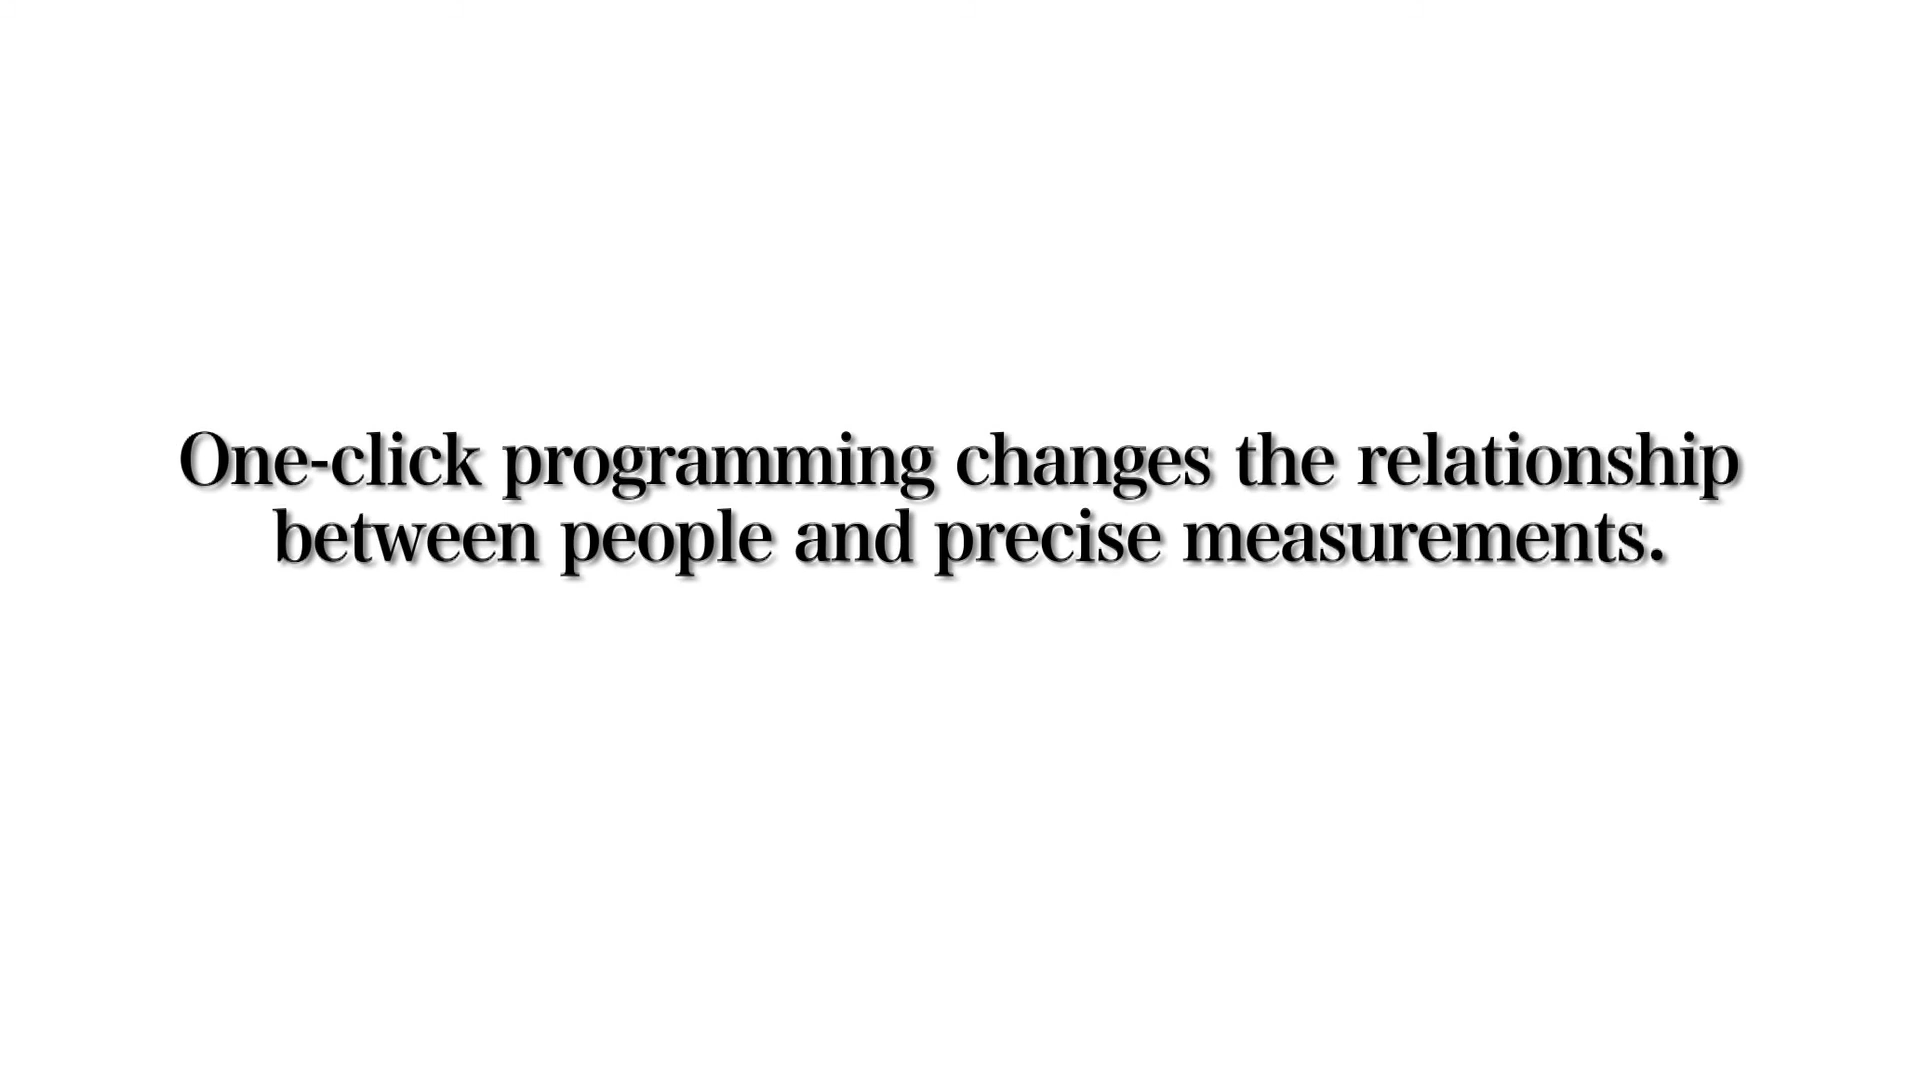 One-click programming changes the relationship
between people and precise measurements.